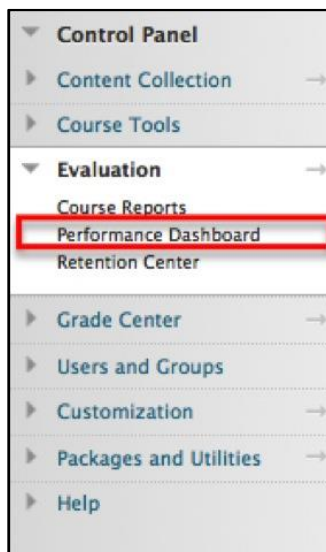 Control Panel
Content Collection
Course Tools
Evaluation
Course Reports
Performance Dashboard
Retention Center
Grade Center
Users and Groups
Customization
Packages and Utilities
Help